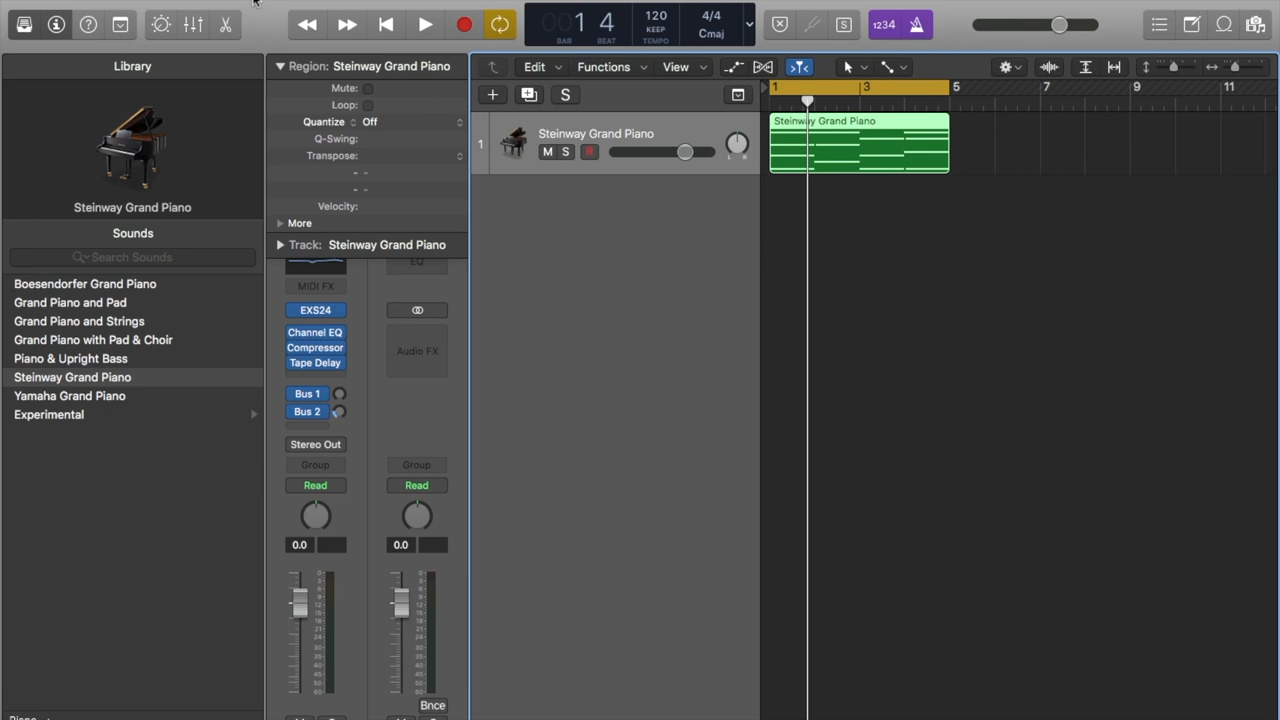 1 4
BAR BEAT
120
KEEP
TEMPO
4/4
Cmaj
1234
Library
Steinway Grand Piano
Sounds
Search Sounds
Boesendorfer Grand Piano
Grand Piano and Pad
Grand Piano and Strings
Grand Piano with Pad & Choir
Piano & Upright Bass
Steinway Grand Piano
Yamaha Grand Piano
Experimental
Region: Steinway Grand Piano
Mute:
Loop:
Quantize Off
Q-Swing:
Transpose:
- -
- -
Velocity:
More
Track: Steinway Grand Piano
EQ
MIDI FX
EXS24
Channel EQ
Compressor
Tape Delay
Audio FX
Bus 1
Bus 2
Stereo Out
Group Group
Read Read
0.0 0.0
Bnce
Edit Functions View
S
1 3 5 7 9 11
1
Steinway Grand Piano
M S R
L R
Steinway Grand Piano